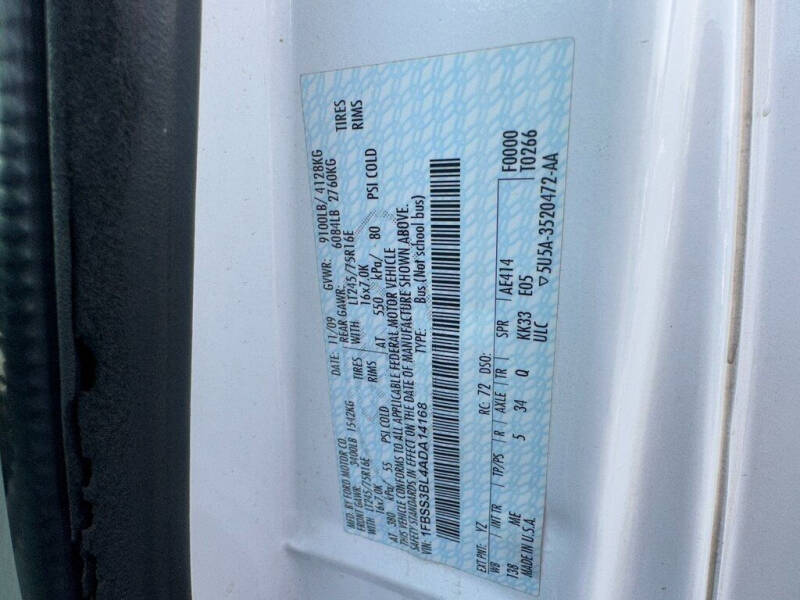 MFD. BY FORD MOTOR CO. DATE: 11/09 GVWR: 9100LB/ 4128KG
FRONT GAWR: 3400LB 1542KG REAR GAWR: 6084LB 2760KG
WITH LT245/75R16E TIRES WITH LT245/75R16E TIRES
16x7.0K RIMS 16x7.0K RIMS
AT 380 kPa/ 55 PSI COLD AT 550 kPa/ 80 PSI COLD
THIS VEHICLE CONFORMS TO ALL APPLICABLE FEDERAL MOTOR VEHICLE
SAFETY STANDARDS IN EFFECT ON THE DATE OF MANUFACTURE SHOWN ABOVE.
VIN: 1FBSS3BL4ADA14168 TYPE: Bus (Not school bus)
F0000
T0266
EXT PNT: YZ RC: 72 DSO:
WB INT TR TP/PS R AXLE TR SPR AE414
138 ME 5 34 Q KK33 E05
MADE IN U.S.A. ULC
▽5U5A-3520472-AA